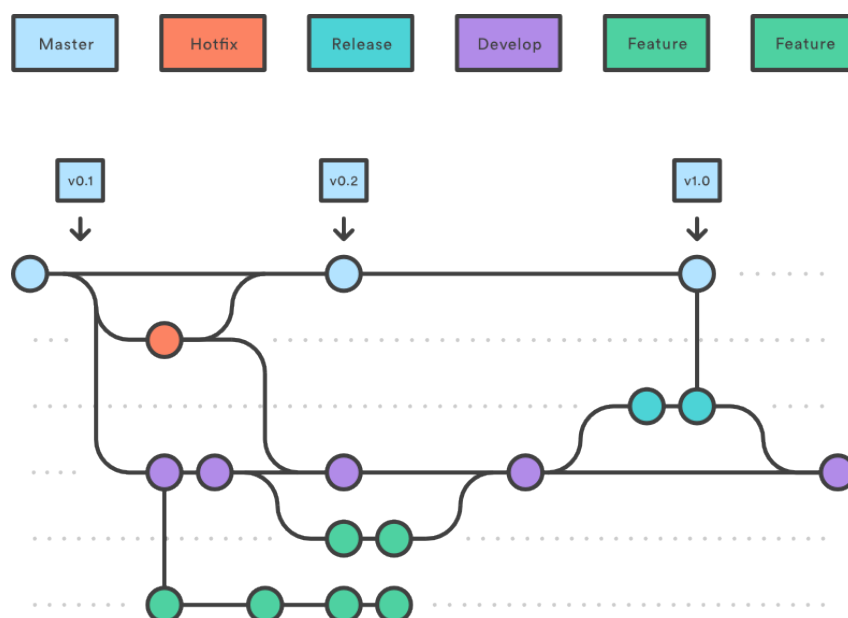 Master
Hotfix
Release
Develop
Feature
Feature
v0.1
v0.2
v1.0